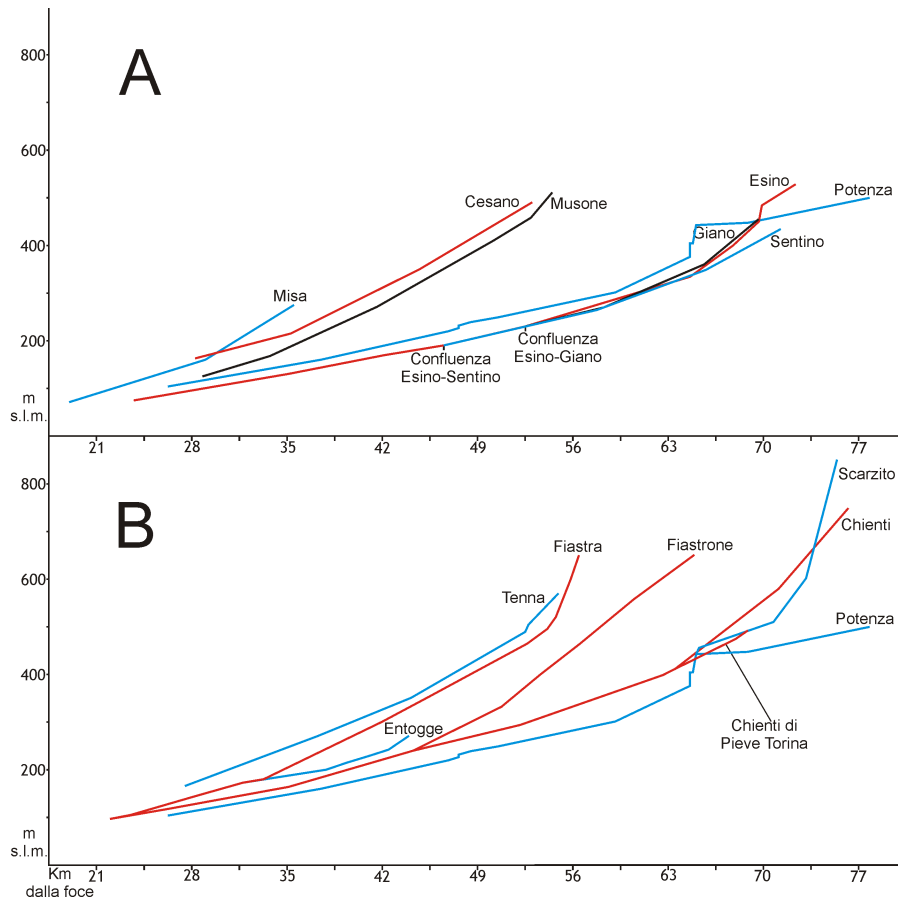 A
800
600
400
200
m
s.l.m.
Misa
Cesano
Musone
Esino
Potenza
Giano
Sentino
Confluenza
Esino-Sentino
Confluenza
Esino-Giano
21
28
35
42
49
56
63
70
77
B
800
600
400
200
m
s.l.m.
Scarzito
Chienti
Fiastra
Fiastrone
Tenna
Potenza
Entogge
Chienti di
Pieve Torina
Km
dalla foce
21
28
35
42
49
56
63
70
77